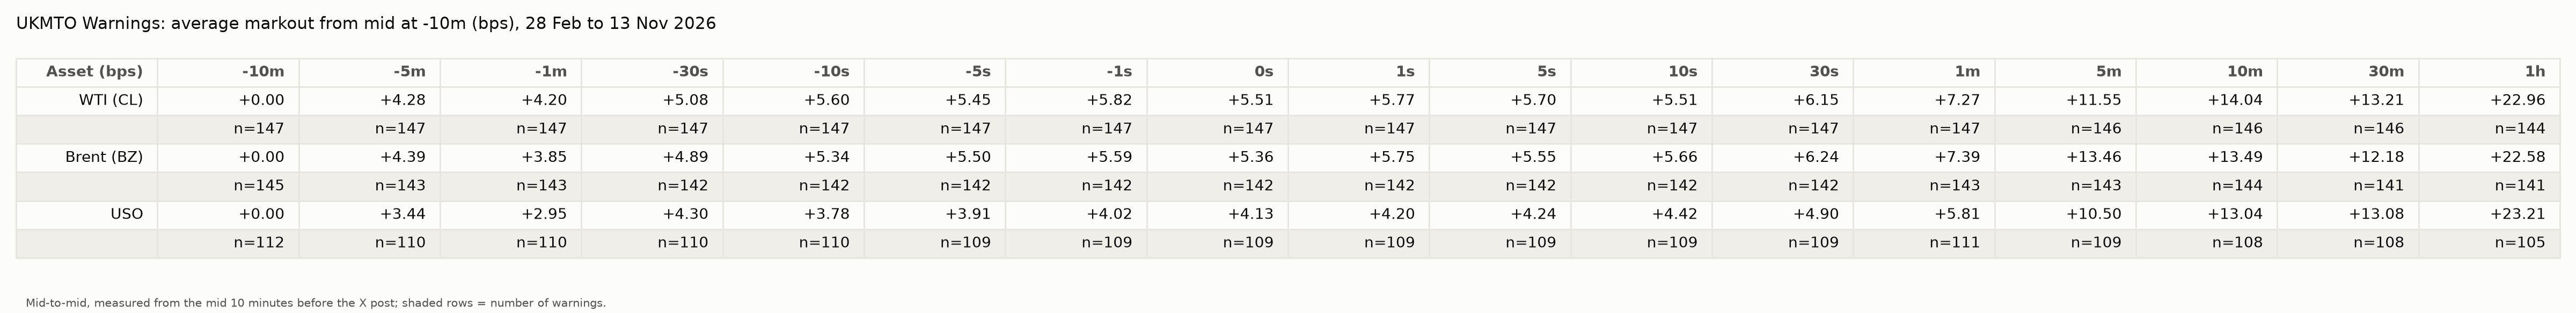 UKMTO Warnings: average markout from mid at -10m (bps), 28 Feb to 13 Nov 2026
Asset (bps) -10m -5m -1m -30s -10s -5s -1s 0s 1s 5s 10s 30s 1m 5m 10m 30m 1h
WTI (CL) +0.00 +4.28 +4.20 +5.08 +5.60 +5.45 +5.82 +5.51 +5.77 +5.70 +5.51 +6.15 +7.27 +11.55 +14.04 +13.21 +22.96
n=147 n=147 n=147 n=147 n=147 n=147 n=147 n=147 n=147 n=147 n=147 n=147 n=147 n=146 n=146 n=146 n=144
Brent (BZ) +0.00 +4.39 +3.85 +4.89 +5.34 +5.50 +5.59 +5.36 +5.75 +5.55 +5.66 +6.24 +7.39 +13.46 +13.49 +12.18 +22.58
n=145 n=143 n=143 n=142 n=142 n=142 n=142 n=142 n=142 n=142 n=142 n=142 n=143 n=143 n=144 n=141 n=141
USO +0.00 +3.44 +2.95 +4.30 +3.78 +3.91 +4.02 +4.13 +4.20 +4.24 +4.42 +4.90 +5.81 +10.50 +13.04 +13.08 +23.21
n=112 n=110 n=110 n=110 n=110 n=109 n=109 n=109 n=109 n=109 n=109 n=109 n=111 n=109 n=108 n=108 n=105
Mid-to-mid, measured from the mid 10 minutes before the X post; shaded rows = number of warnings.